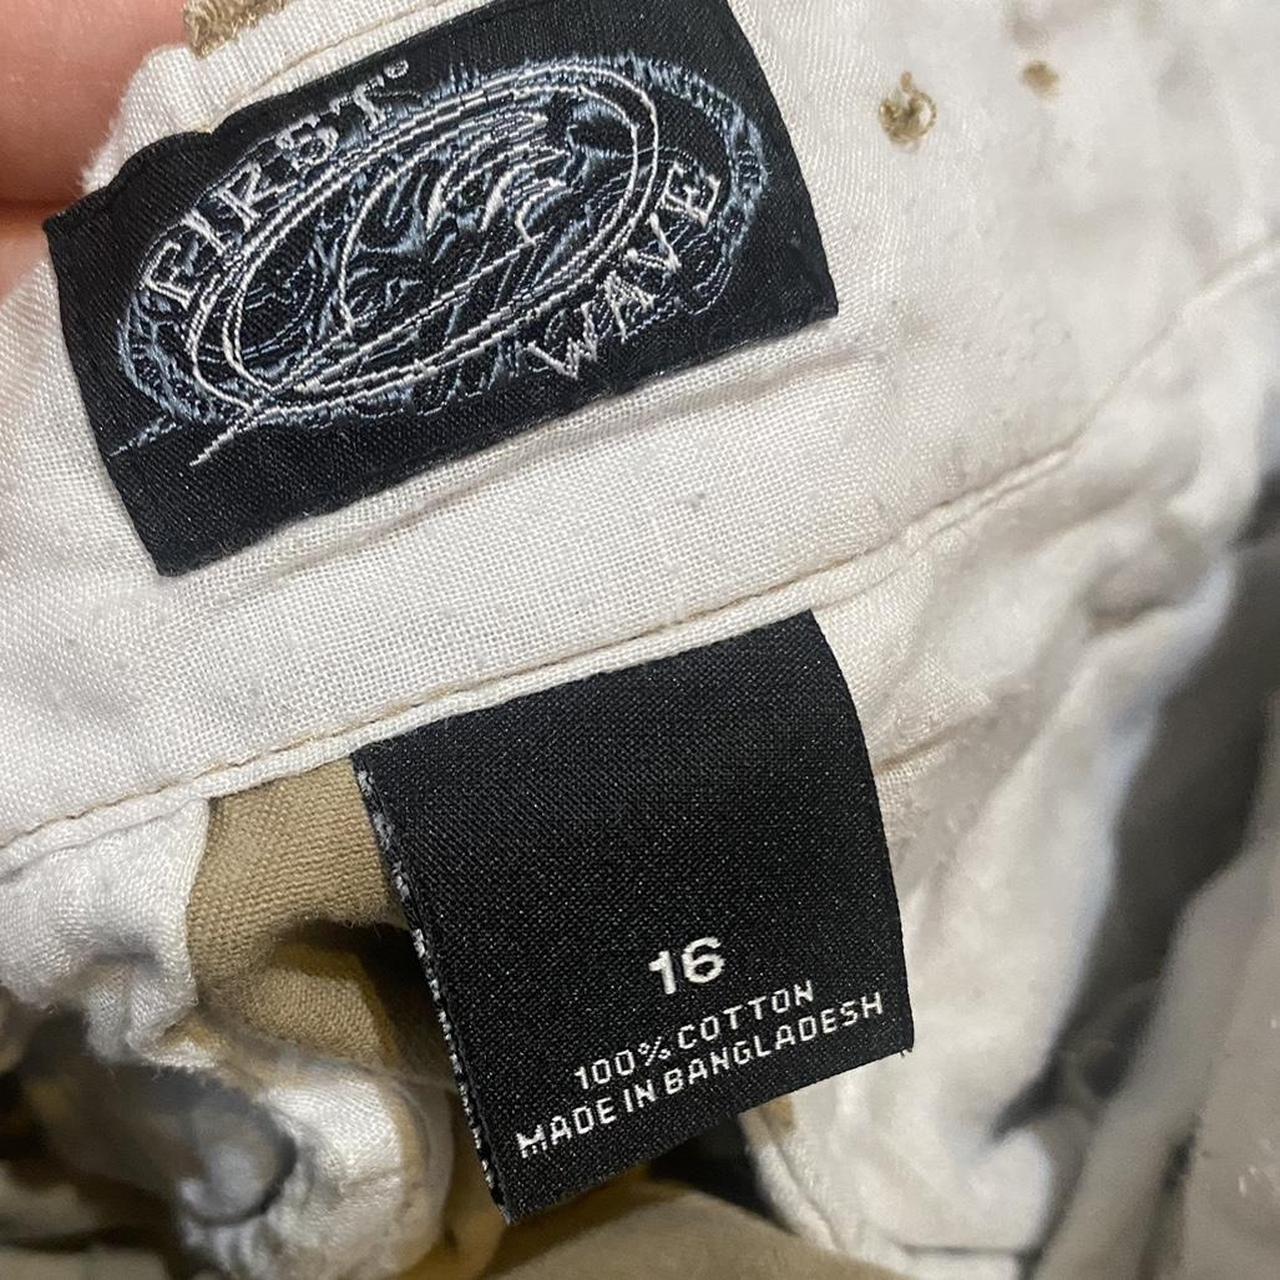 FIRST
WAVE
16
100% COTTON
MADE IN BANGLADESH